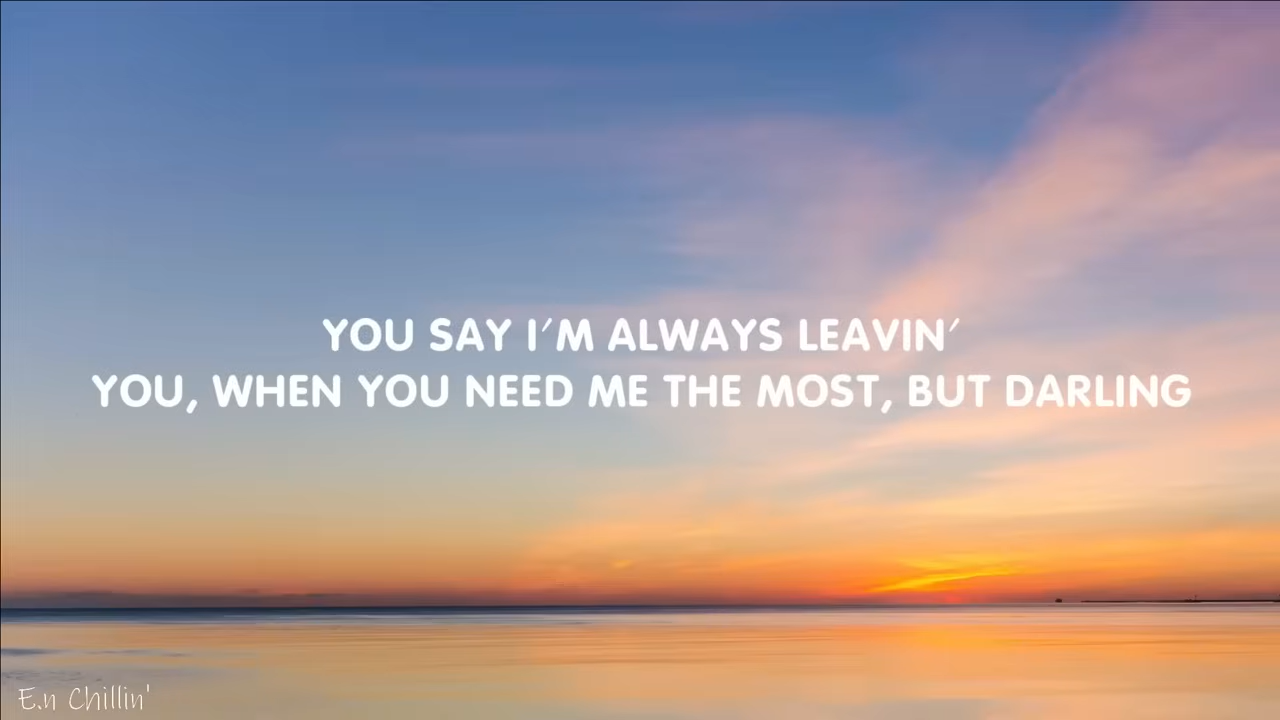 YOU SAY I'M ALWAYS LEAVIN'
YOU, WHEN YOU NEED ME THE MOST, BUT DARLING
E.n Chillin'